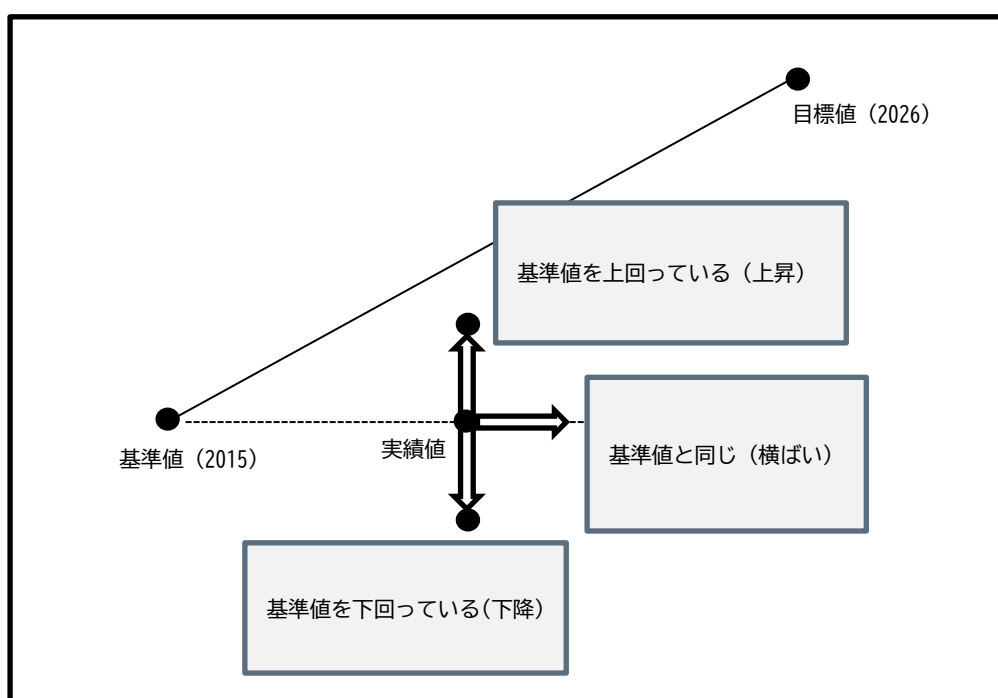 目標値（2026）
基準値を上回っている（上昇）
基準値（2015）
実績値
基準値と同じ（横ばい）
基準値を下回っている(下降)